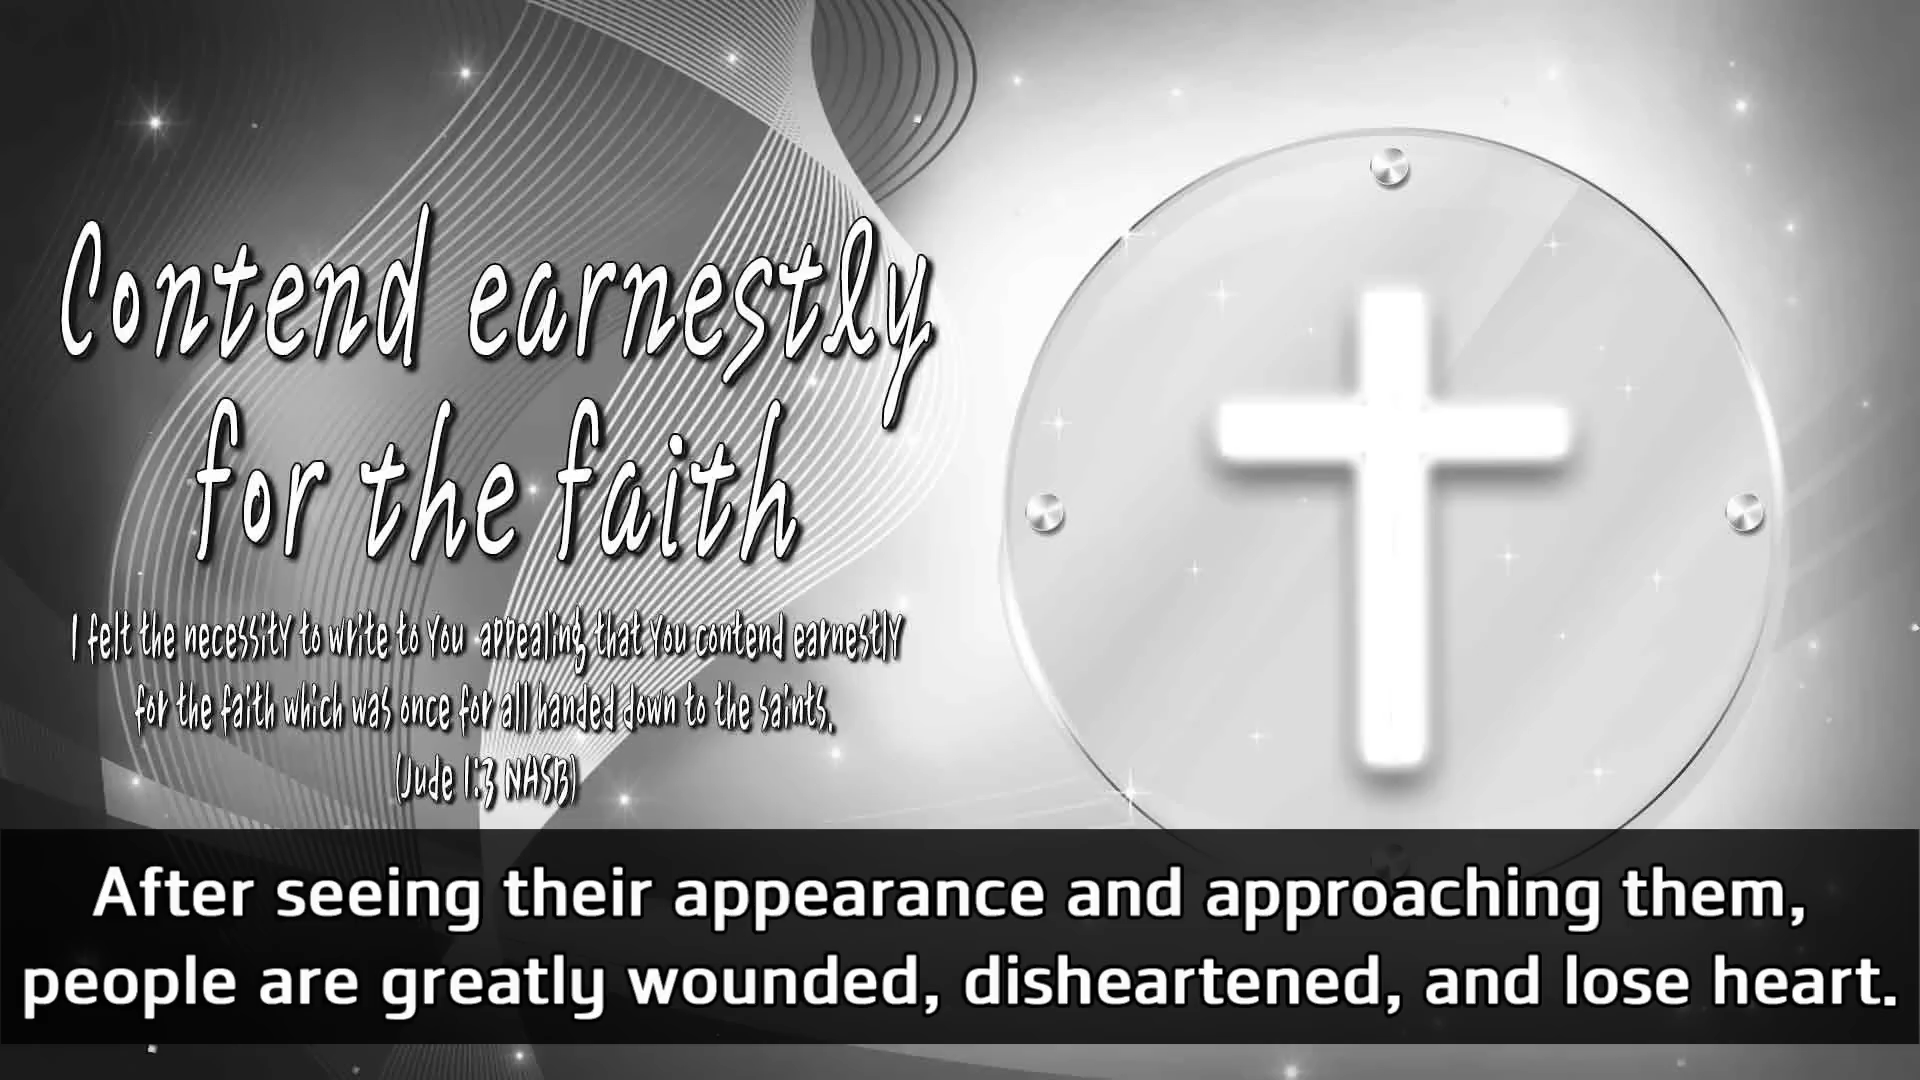 Contend earnestly
for the faith
I felt the necessity to write to you appealing that you contend earnestly
for the faith which was once for all handed down to the saints.
(Jude 1:3 NASB)
After seeing their appearance and approaching them,
people are greatly wounded, disheartened, and lose heart.